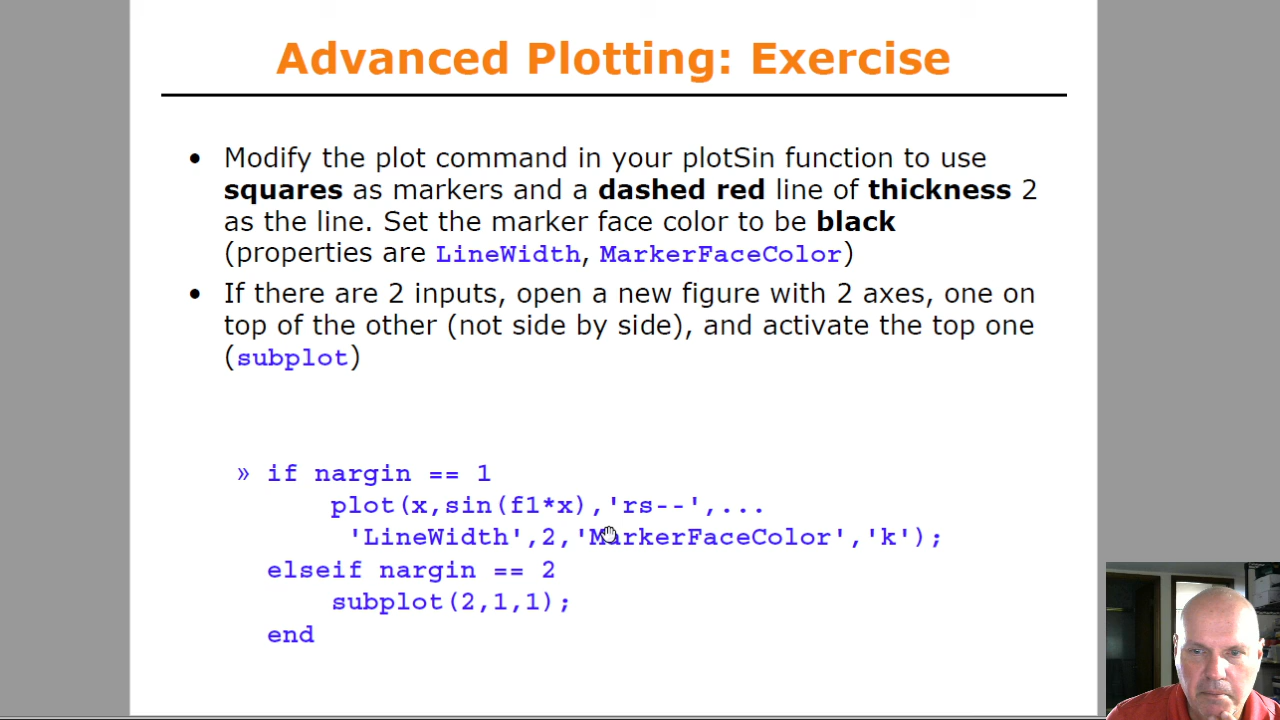 Advanced Plotting: Exercise
• Modify the plot command in your plotSin function to use
squares as markers and a dashed red line of thickness 2
as the line. Set the marker face color to be black
(properties are LineWidth, MarkerFaceColor)
• If there are 2 inputs, open a new figure with 2 axes, one on
top of the other (not side by side), and activate the top one
(subplot)
» if nargin == 1
plot(x,sin(f1*x),'rs--',...
'LineWidth',2,'MarkerFaceColor','k');
elseif nargin == 2
subplot(2,1,1);
end